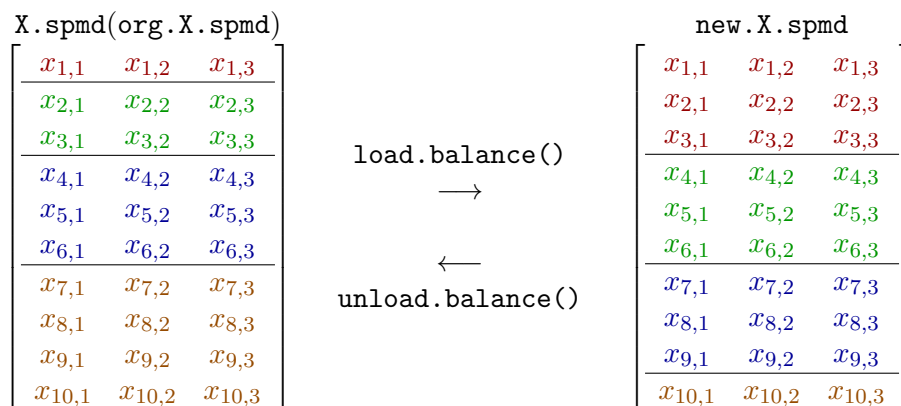 X.spmd(org.X.spmd)
x1,1 x1,2 x1,3
x2,1 x2,2 x2,3
x3,1 x3,2 x3,3
x4,1 x4,2 x4,3
x5,1 x5,2 x5,3
x6,1 x6,2 x6,3
x7,1 x7,2 x7,3
x8,1 x8,2 x8,3
x9,1 x9,2 x9,3
x10,1 x10,2 x10,3
load.balance()
⟶
⟵
unload.balance()
new.X.spmd
x1,1 x1,2 x1,3
x2,1 x2,2 x2,3
x3,1 x3,2 x3,3
x4,1 x4,2 x4,3
x5,1 x5,2 x5,3
x6,1 x6,2 x6,3
x7,1 x7,2 x7,3
x8,1 x8,2 x8,3
x9,1 x9,2 x9,3
x10,1 x10,2 x10,3